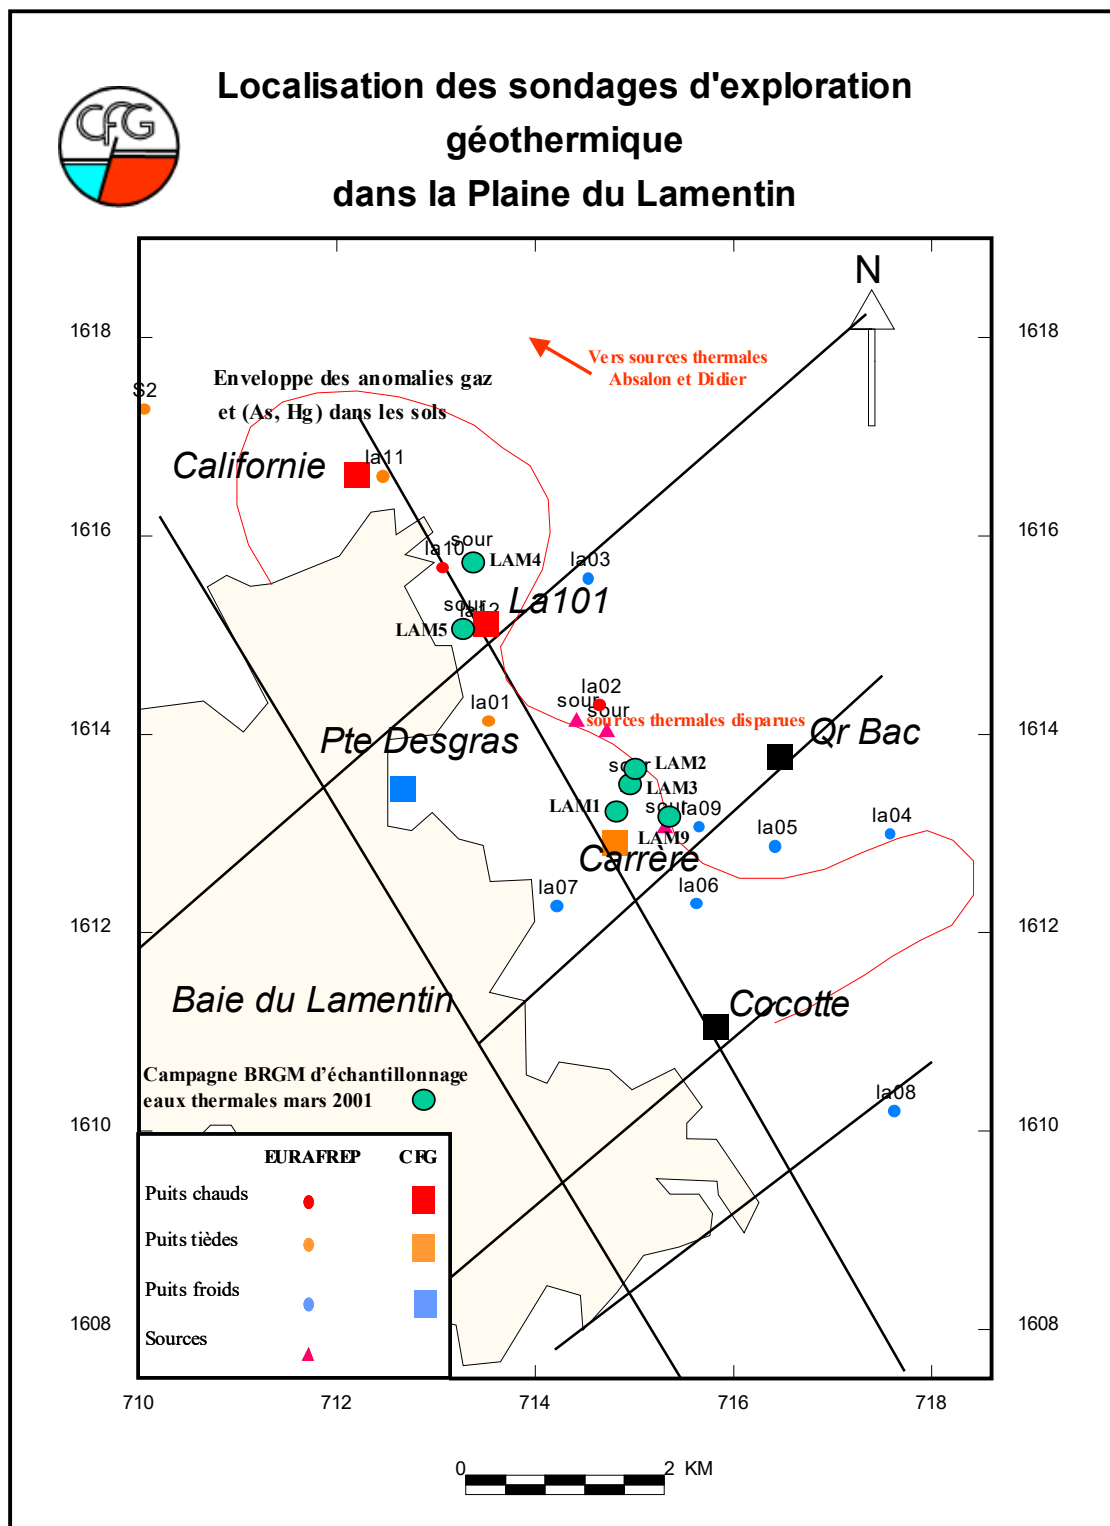 CFG
Localisation des sondages d'exploration
géothermique
dans la Plaine du Lamentin
N
1618
1618
Vers sources thermales
Absalon et Didier
Enveloppe des anomalies gaz
et (As, Hg) dans les sols
S2
Californie
la11
1616
1616
sour
la10
LAM4
la03
sour
la12
La101
LAM5
la02
la01
sour
sour
sources thermales disparues
1614
1614
Pte Desgras
Qr Bac
sour
LAM2
LAM3
LAM1
sour
la09
LAM9
la05
la04
Carrère
la07
la06
1612
1612
Baie du Lamentin
Cocotte
Campagne BRGM d’échantillonnage
eaux thermales mars 2001
la08
1610
1610
EURAFREP CFG
Puits chauds
Puits tièdes
Puits froids
Sources
1608
1608
710 712 714 716 718
0 2 KM